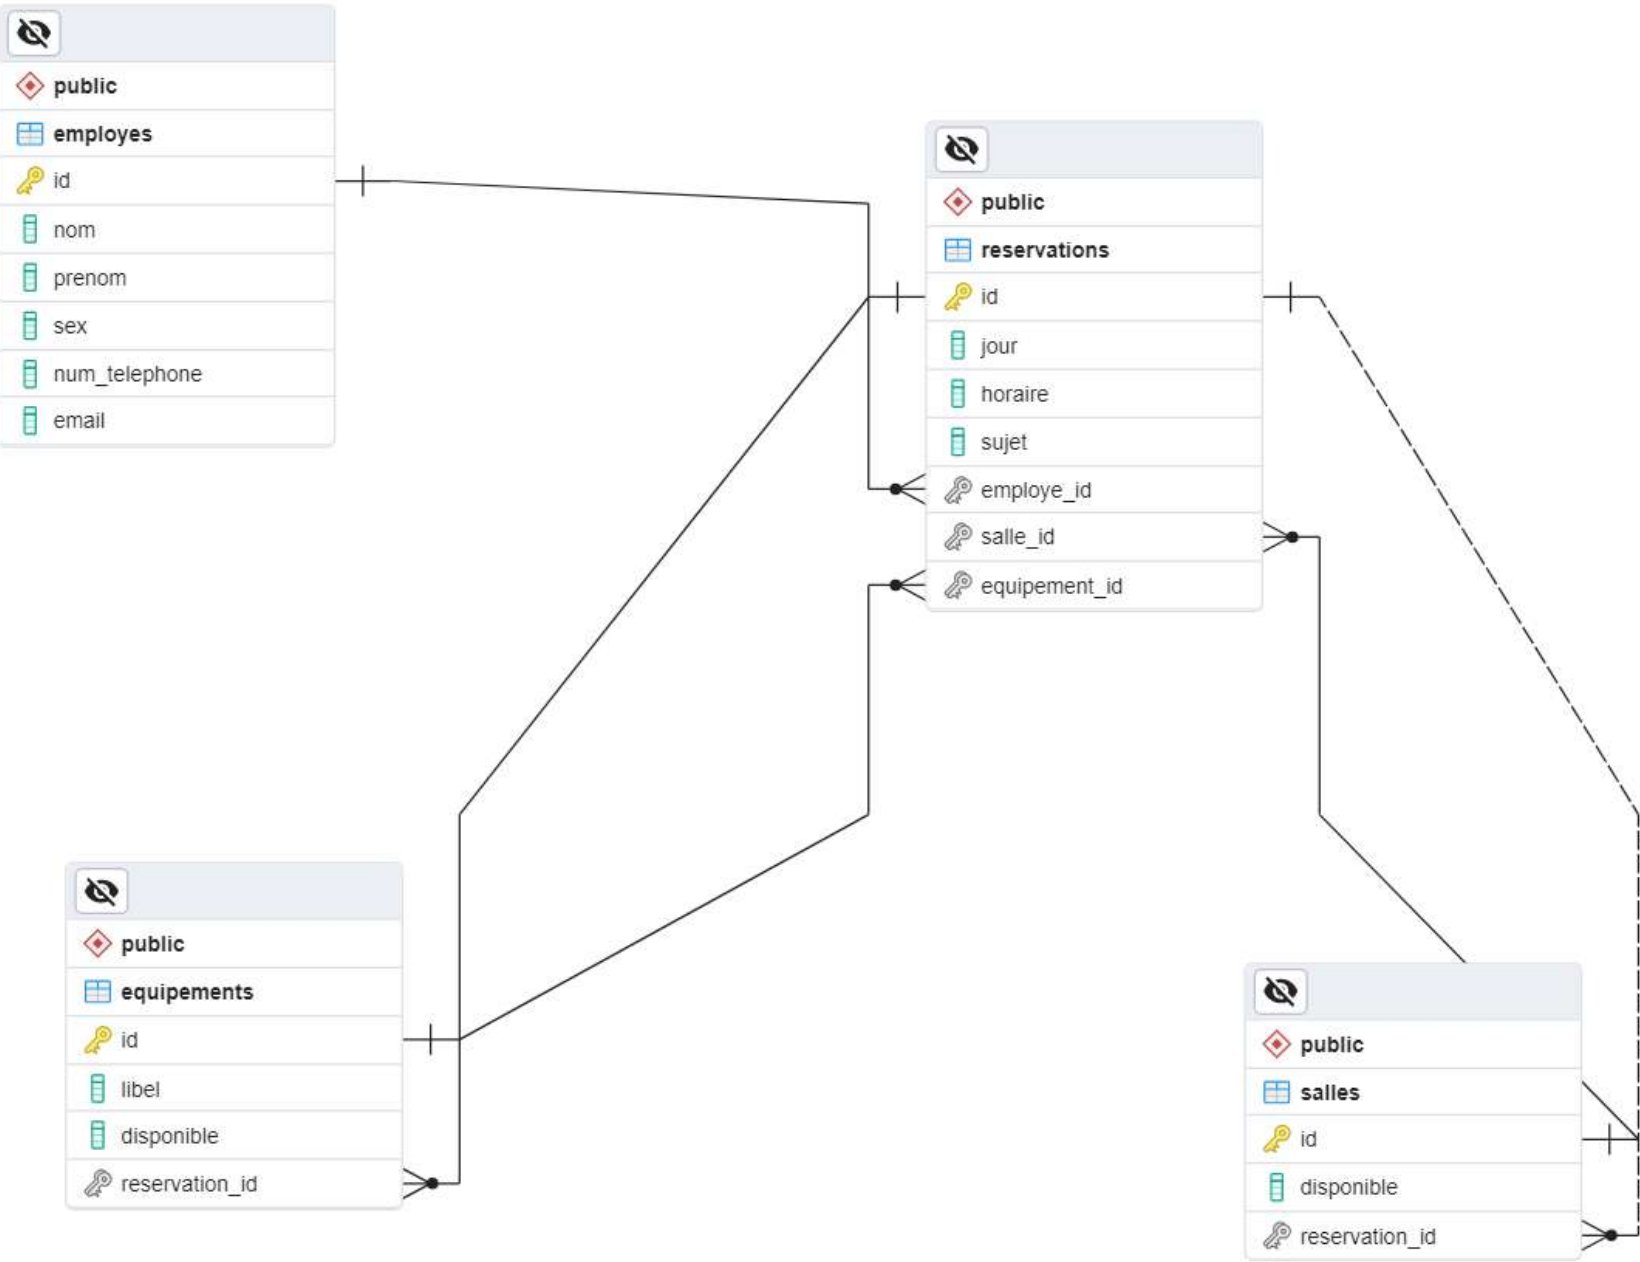 public
employes
id
nom
prenom
sex
num_telephone
email
public
reservations
id
jour
horaire
sujet
employe_id
salle_id
equipement_id
public
equipements
id
libel
disponible
reservation_id
public
salles
id
disponible
reservation_id